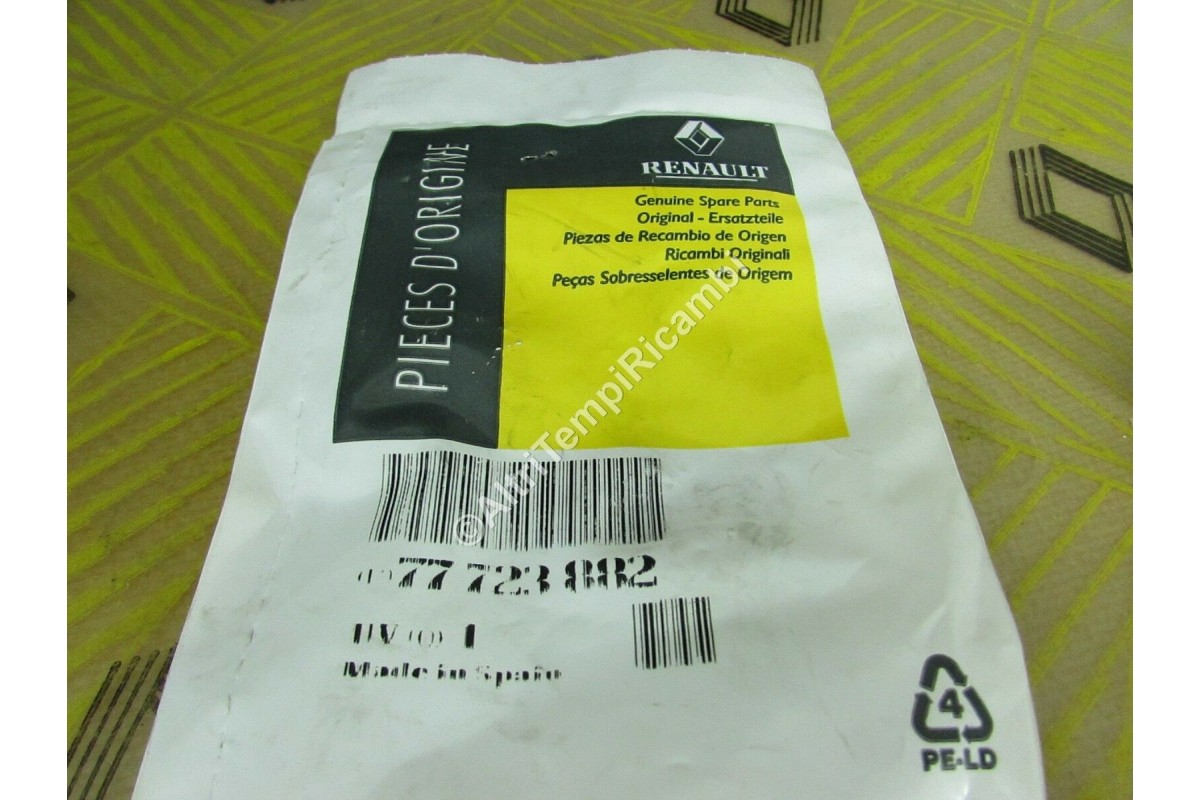 PIECES D'ORIGINE
RENAULT
Genuine Spare Parts
Original - Ersatzteile
Piezas de Recambio de Origen
Ricambi Originali
Peças Sobresselentes de Origem
©AltriTempiRicambi
77 723 882
1
Made in Spain
4
PE-LD